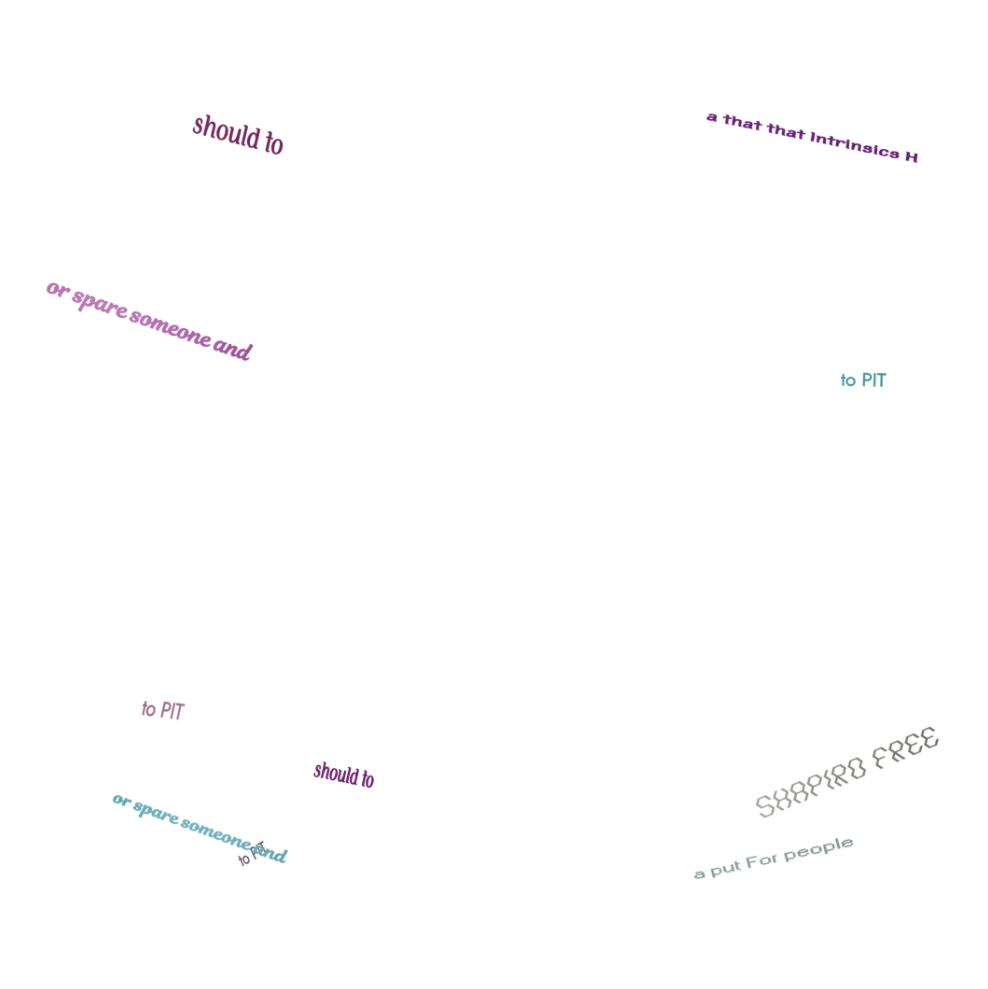 should to
a that that Intrinsics H
or spare someone and
to PIT
to PIT
should to
SHAPIRO FREE
or spare someone and
to PIT
a put For people